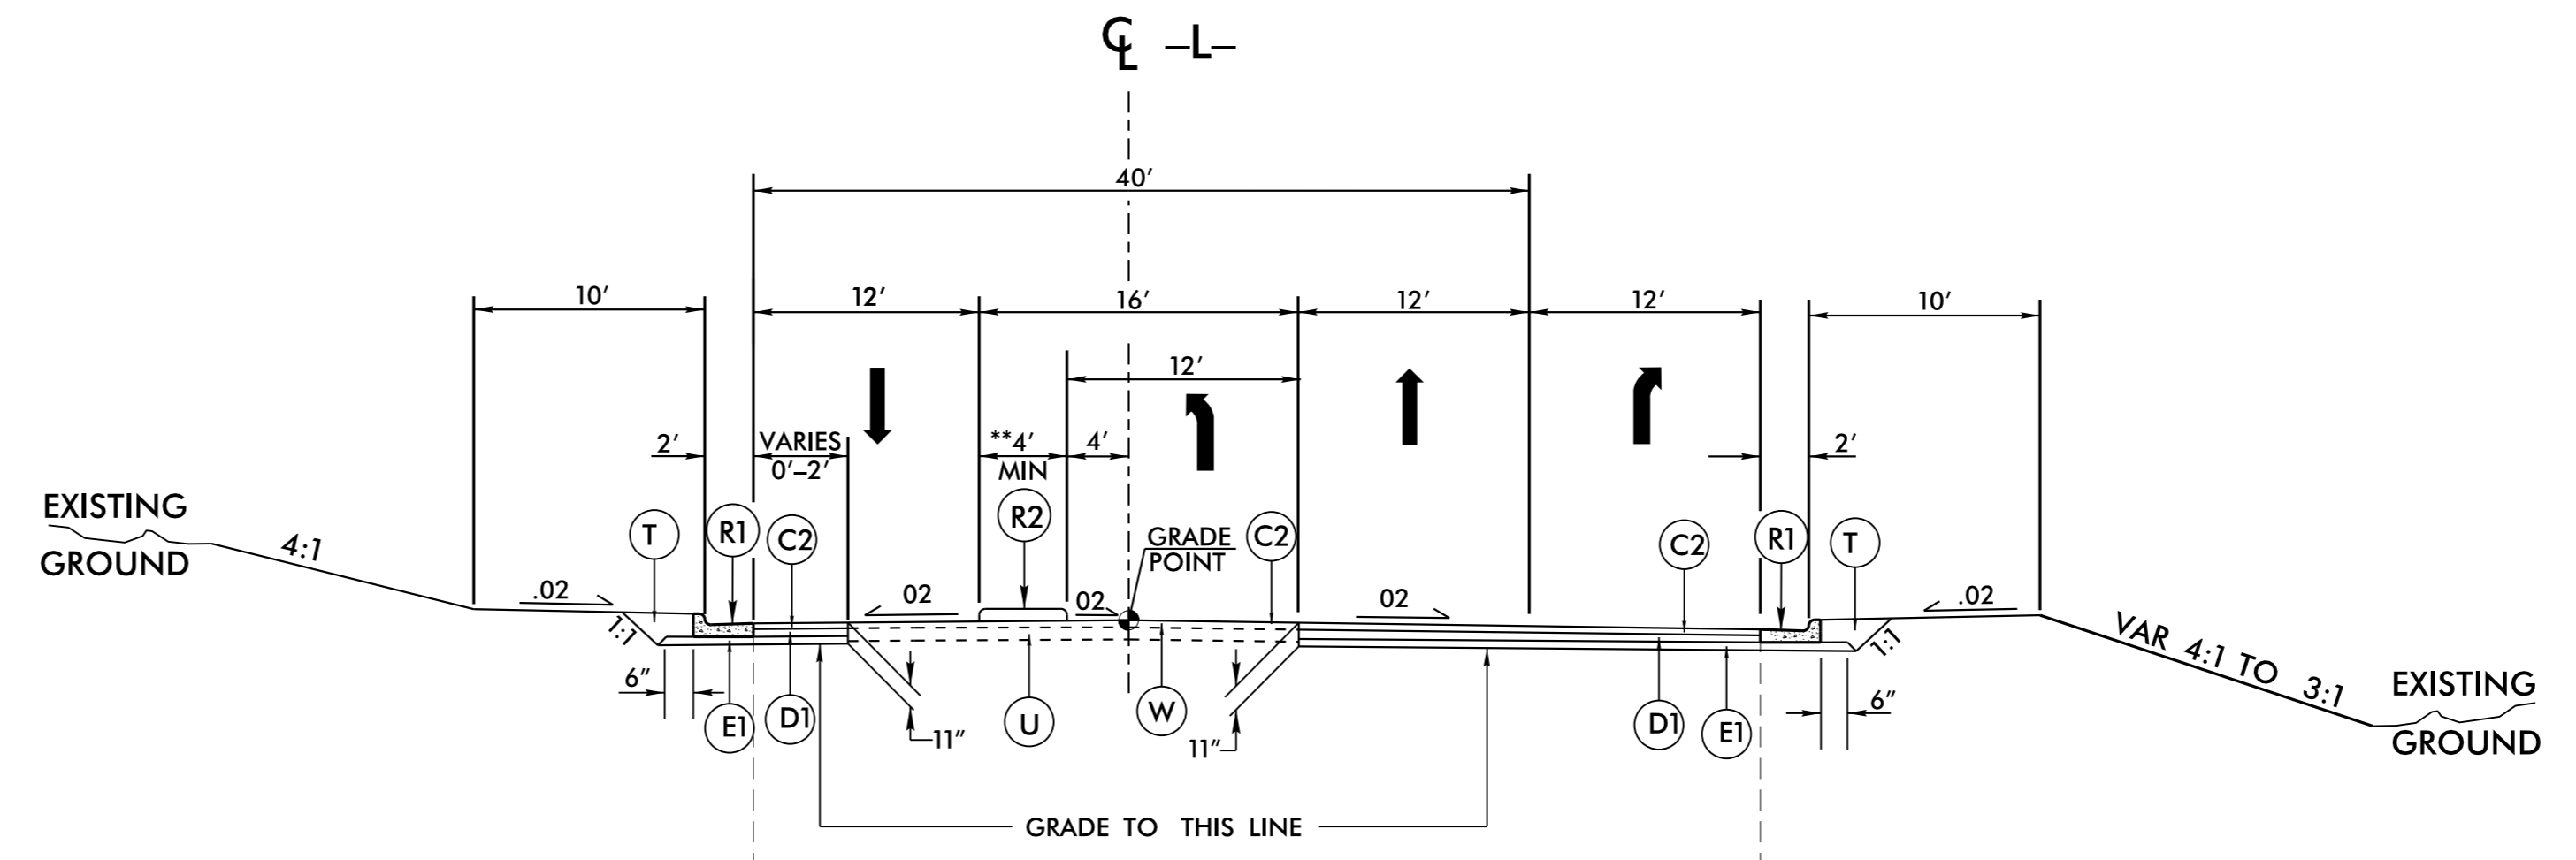 CL –L–
40'
10' 12' 16' 12' 12' 10'
12'
2' VARIES 0'–2' **4' MIN 4' 2'
EXISTING GROUND
4:1
.02
T
R1
C2
R2
GRADE POINT
C2
C2
R1
T
02
02
02
.02
1:1
1:1
VAR 4:1 TO 3:1
EXISTING GROUND
6"
E1
D1
11"
U
W
11"
D1
E1
6"
GRADE TO THIS LINE